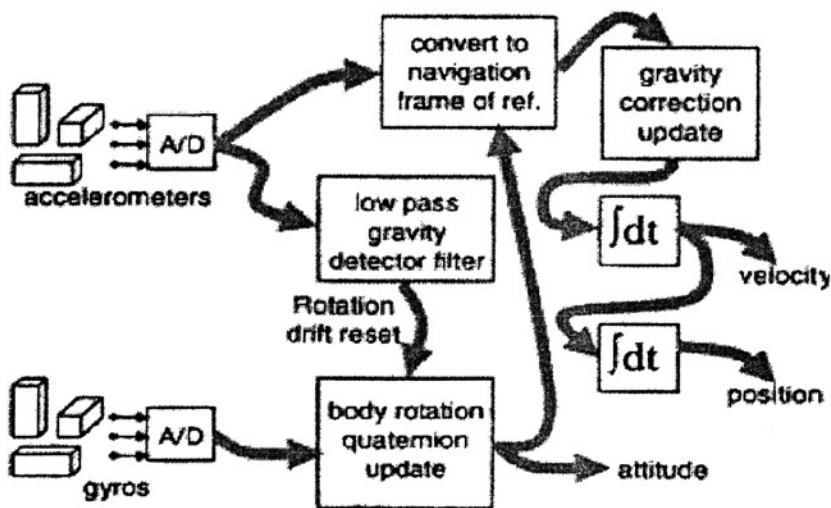 convert to
navigation
frame of ref.
gravity
correction
update
A/D
accelerometers
low pass
gravity
detector filter
∫dt
velocity
Rotation
drift reset
∫dt
position
A/D
gyros
body rotation
quaternion
update
attitude